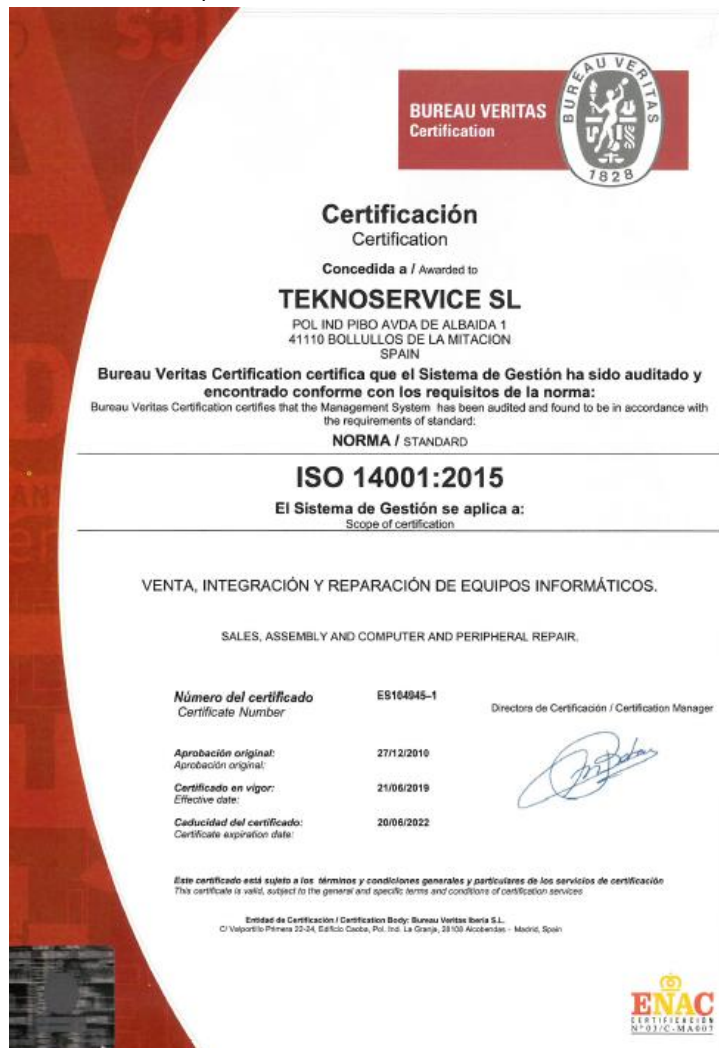 BUREAU VERITAS
Certification
BUREAU VERITAS
1828
Certificación
Certification
Concedida a / Awarded to
TEKNOSERVICE SL
POL IND PIBO AVDA DE ALBAIDA 1
41110 BOLLULLOS DE LA MITACION
SPAIN
Bureau Veritas Certification certifica que el Sistema de Gestión ha sido auditado y
encontrado conforme con los requisitos de la norma:
Bureau Veritas Certification certifies that the Management System has been audited and found to be in accordance with
the requirements of standard:
NORMA / STANDARD
ISO 14001:2015
El Sistema de Gestión se aplica a:
Scope of certification
VENTA, INTEGRACIÓN Y REPARACIÓN DE EQUIPOS INFORMÁTICOS.
SALES, ASSEMBLY AND COMPUTER AND PERIPHERAL REPAIR.
Número del certificado ES104945-1
Certificate Number
Directora de Certificación / Certification Manager
Aprobación original: 27/12/2010
Aprobación original:
Certificado en vigor: 21/06/2019
Effective date:
Caducidad del certificado: 20/06/2022
Certificate expiration date:
Este certificado está sujeto a los términos y condiciones generales y particulares de los servicios de certificación
This certificate is valid, subject to the general and specific terms and conditions of certification services
Entidad de Certificación / Certification Body: Bureau Veritas Iberia S.L.
C/ Valportillo Primera 22-24, Edificio Caoba, Pol. Ind. La Granja, 28108 Alcobendas - Madrid, Spain
ENAC
CERTIFICACIÓN
Nº 03/C-MA007